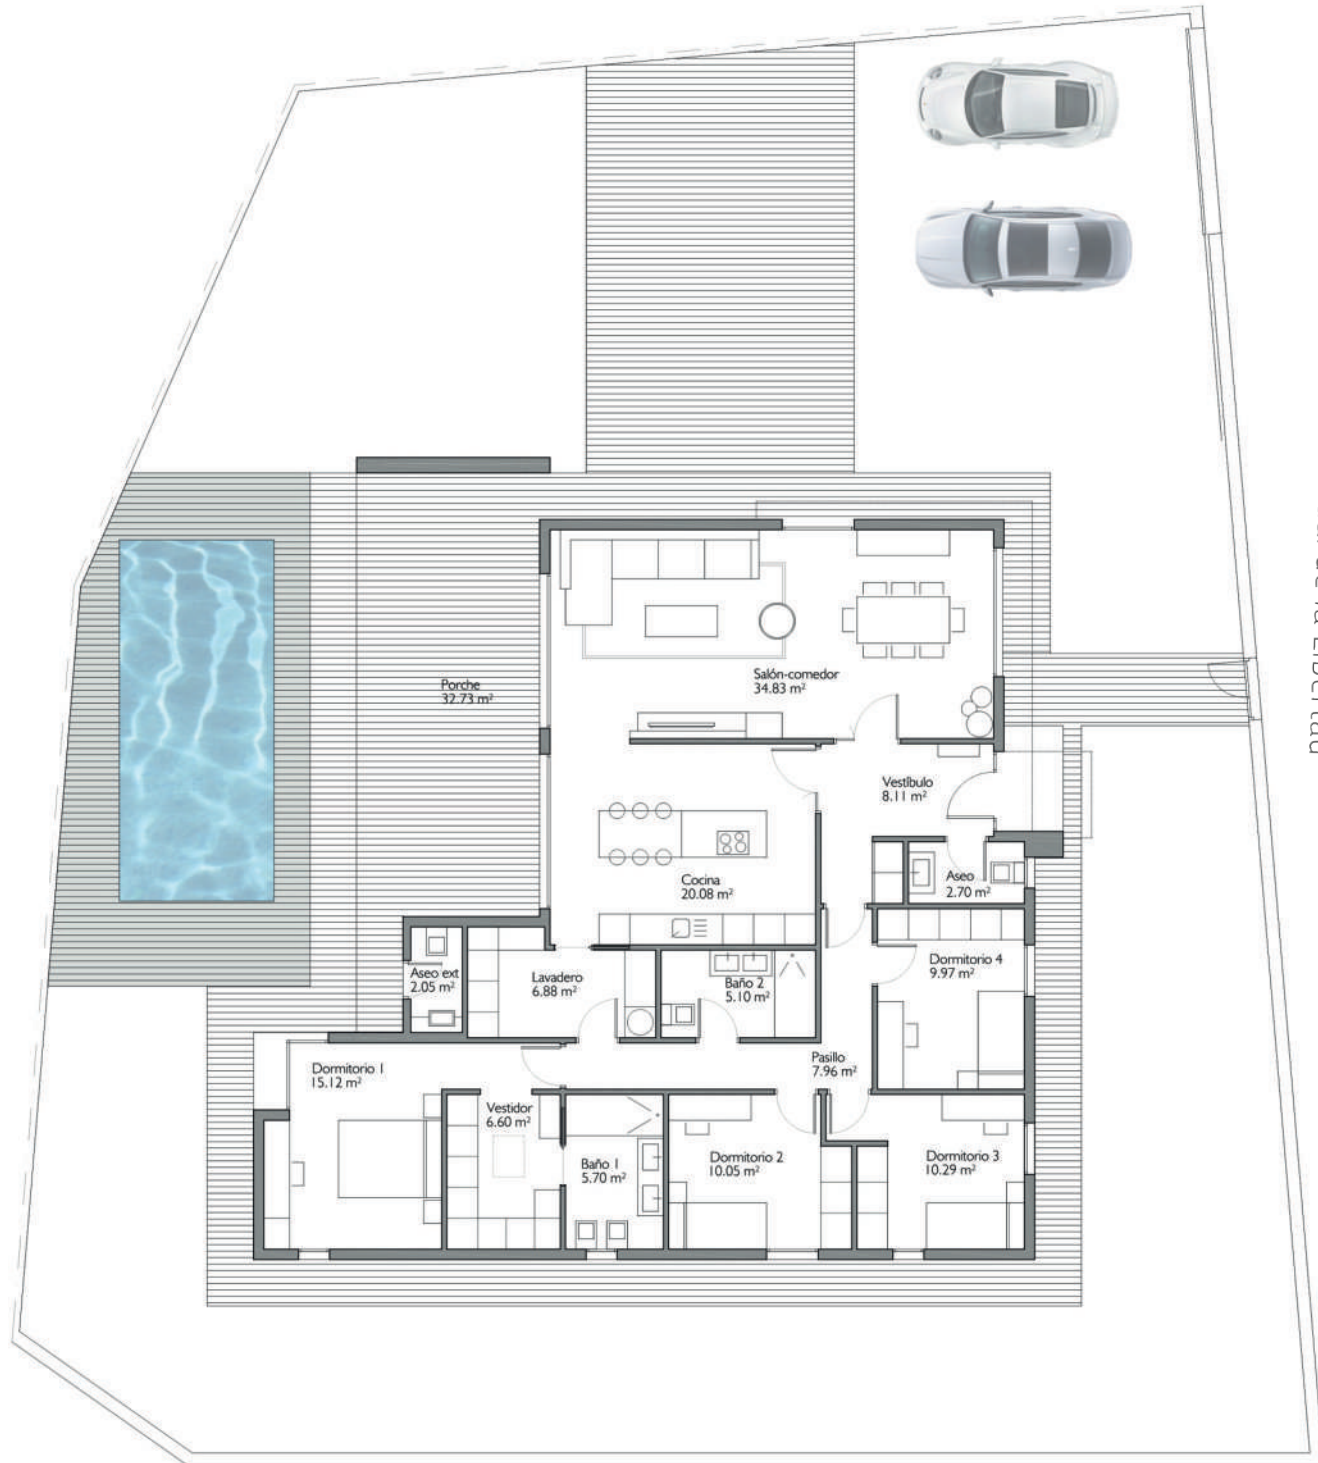 Porche
32.73 m²
Salón-comedor
34.83 m²
Vestíbulo
8.11 m²
Cocina
20.08 m²
Aseo
2.70 m²
Aseo ext
2.05 m²
Lavadero
6.88 m²
Baño 2
5.10 m²
Dormitorio 4
9.97 m²
Pasillo
7.96 m²
Dormitorio 1
15.12 m²
Vestidor
6.60 m²
Baño 1
5.70 m²
Dormitorio 2
10.05 m²
Dormitorio 3
10.29 m²
de la Libertad